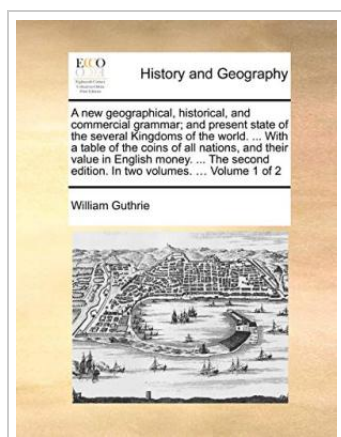 ECCO
History and Geography
A new geographical, historical, and
commercial grammar; and present state of
the several Kingdoms of the world. ... With
a table of the coins of all nations, and their
value in English money. ... The second
edition. In two volumes. ... Volume 1 of 2
William Guthrie